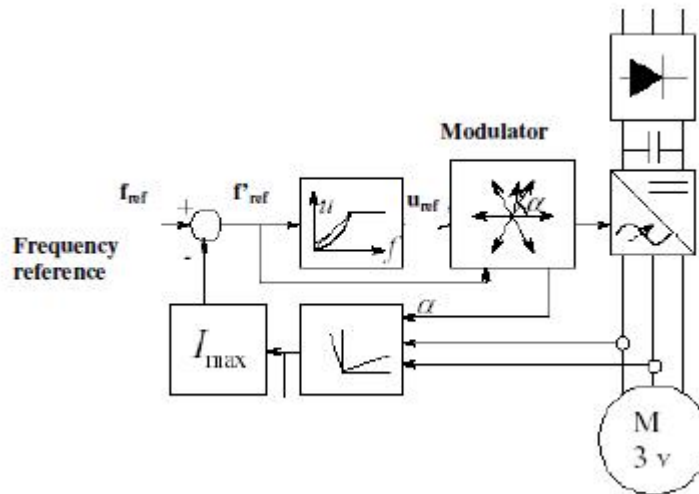 Modulator
f_ref
+
f'_ref
u
f
u_ref
α
Frequency
reference
-
I_max
α
M
3 v